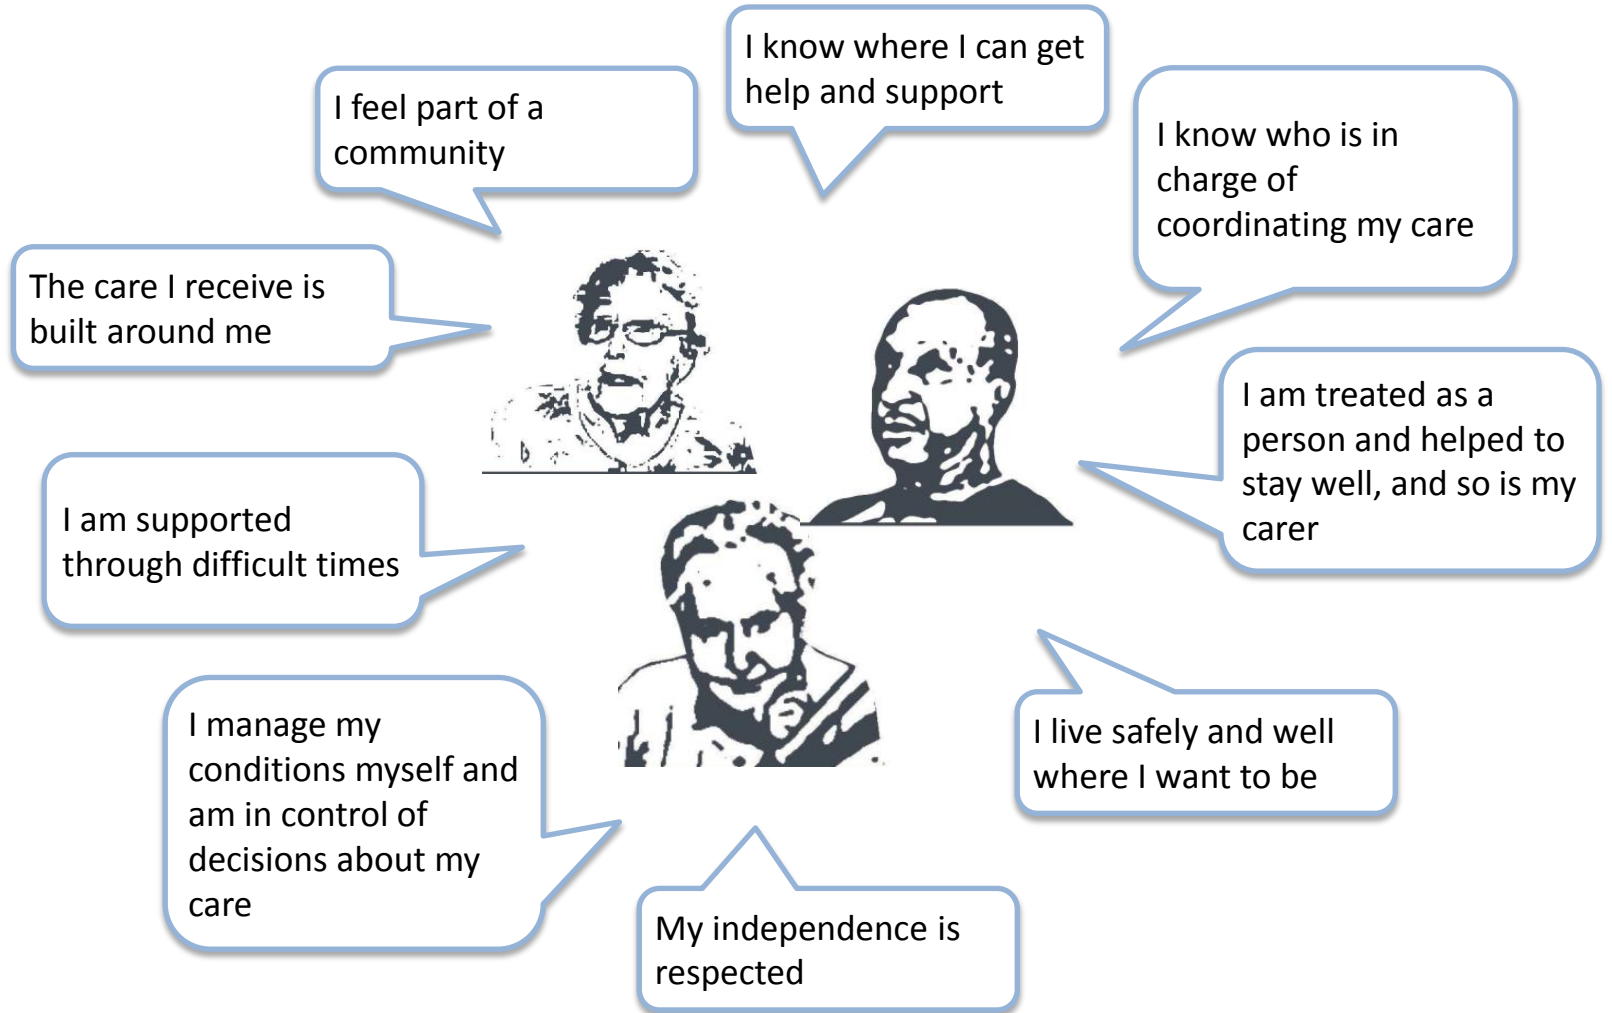 I know where I can get
help and support
I feel part of a
community
I know who is in
charge of
coordinating my care
The care I receive is
built around me
I am treated as a
person and helped to
stay well, and so is my
carer
I am supported
through difficult times
I live safely and well
where I want to be
I manage my
conditions myself and
am in control of
decisions about my
care
My independence is
respected